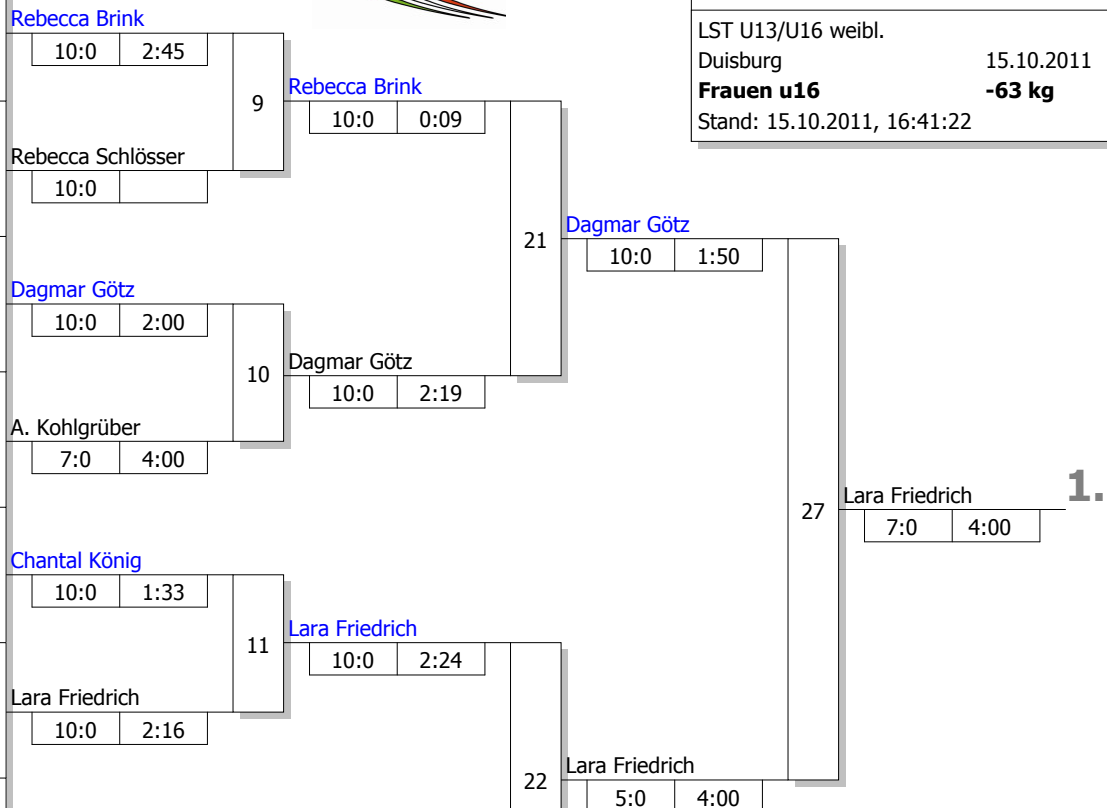 Rebecca Brink
10:0 2:45
LST U13/U16 weibl.
Duisburg 15.10.2011
Frauen u16 -63 kg
Stand: 15.10.2011, 16:41:22
9
Rebecca Brink
10:0 0:09
Rebecca Schlösser
10:0
21
Dagmar Götz
10:0 1:50
Dagmar Götz
10:0 2:00
10
Dagmar Götz
10:0 2:19
A. Kohlgrüber
7:0 4:00
27
Lara Friedrich
7:0 4:00
1.
Chantal König
10:0 1:33
11
Lara Friedrich
10:0 2:24
Lara Friedrich
10:0 2:16
22
Lara Friedrich
5:0 4:00